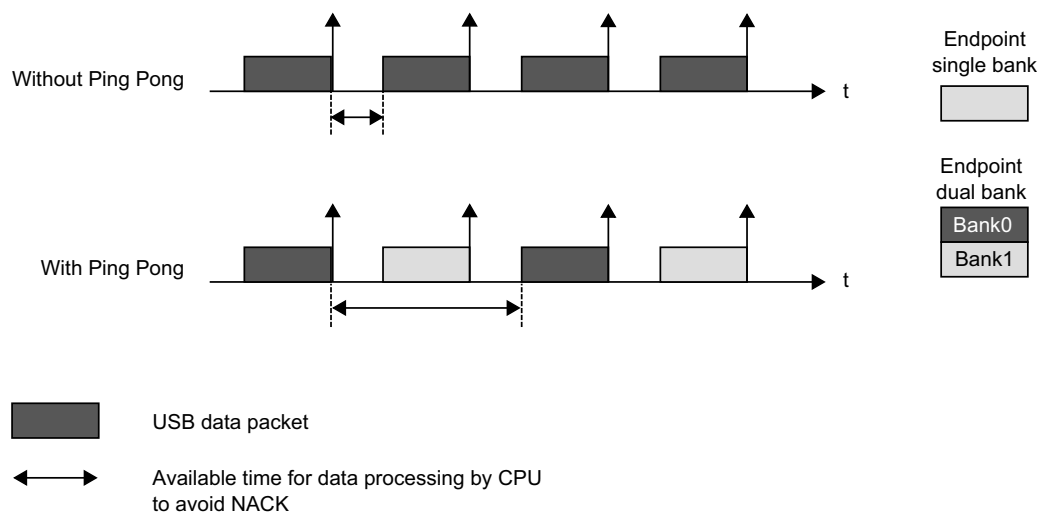 Without Ping Pong
t
Endpoint
single bank
With Ping Pong
t
Endpoint
dual bank
Bank0
Bank1
USB data packet
Available time for data processing by CPU
to avoid NACK